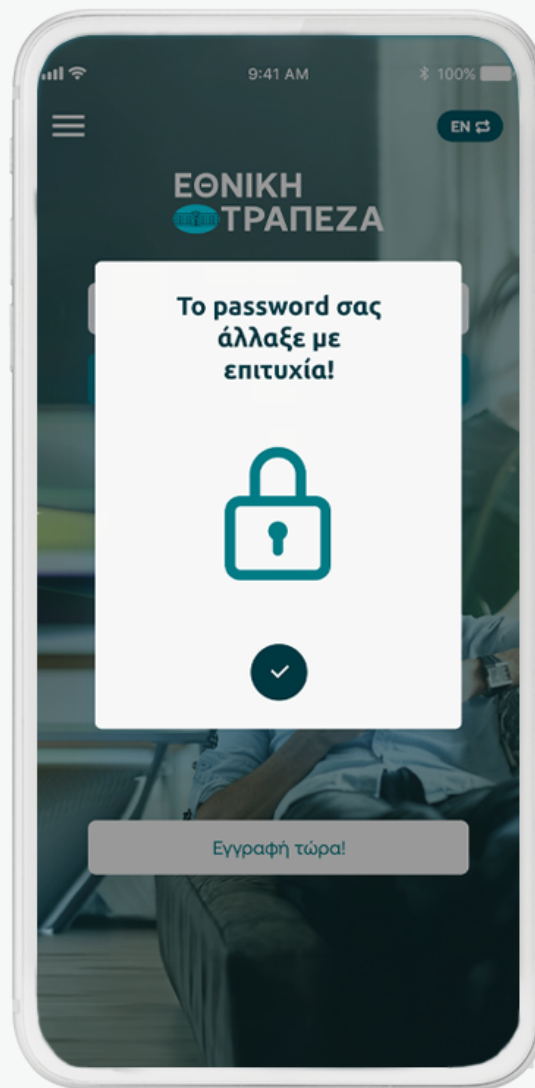 9:41 AM
100%
EN
ΕΘΝΙΚΗ
ΤΡΑΠΕΖΑ
Το password σας
άλλαξε με
επιτυχία!
Εγγραφή τώρα!